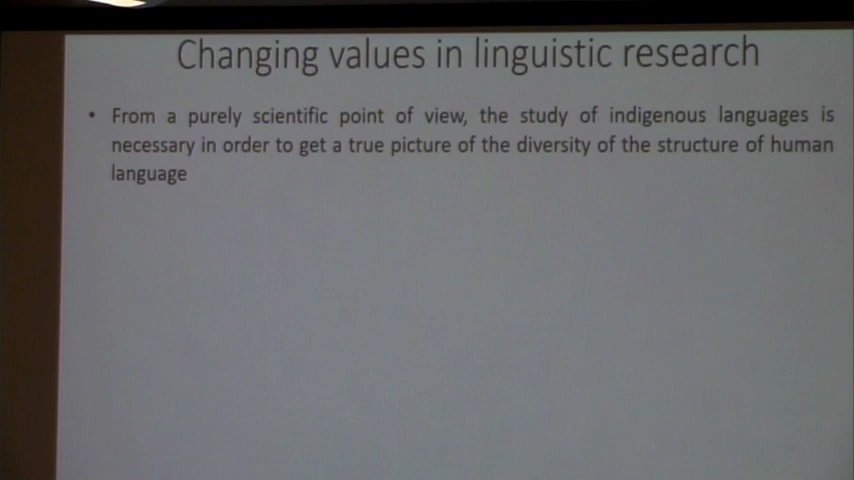 Changing values in linguistic research
• From a purely scientific point of view, the study of indigenous languages is
necessary in order to get a true picture of the diversity of the structure of human
language